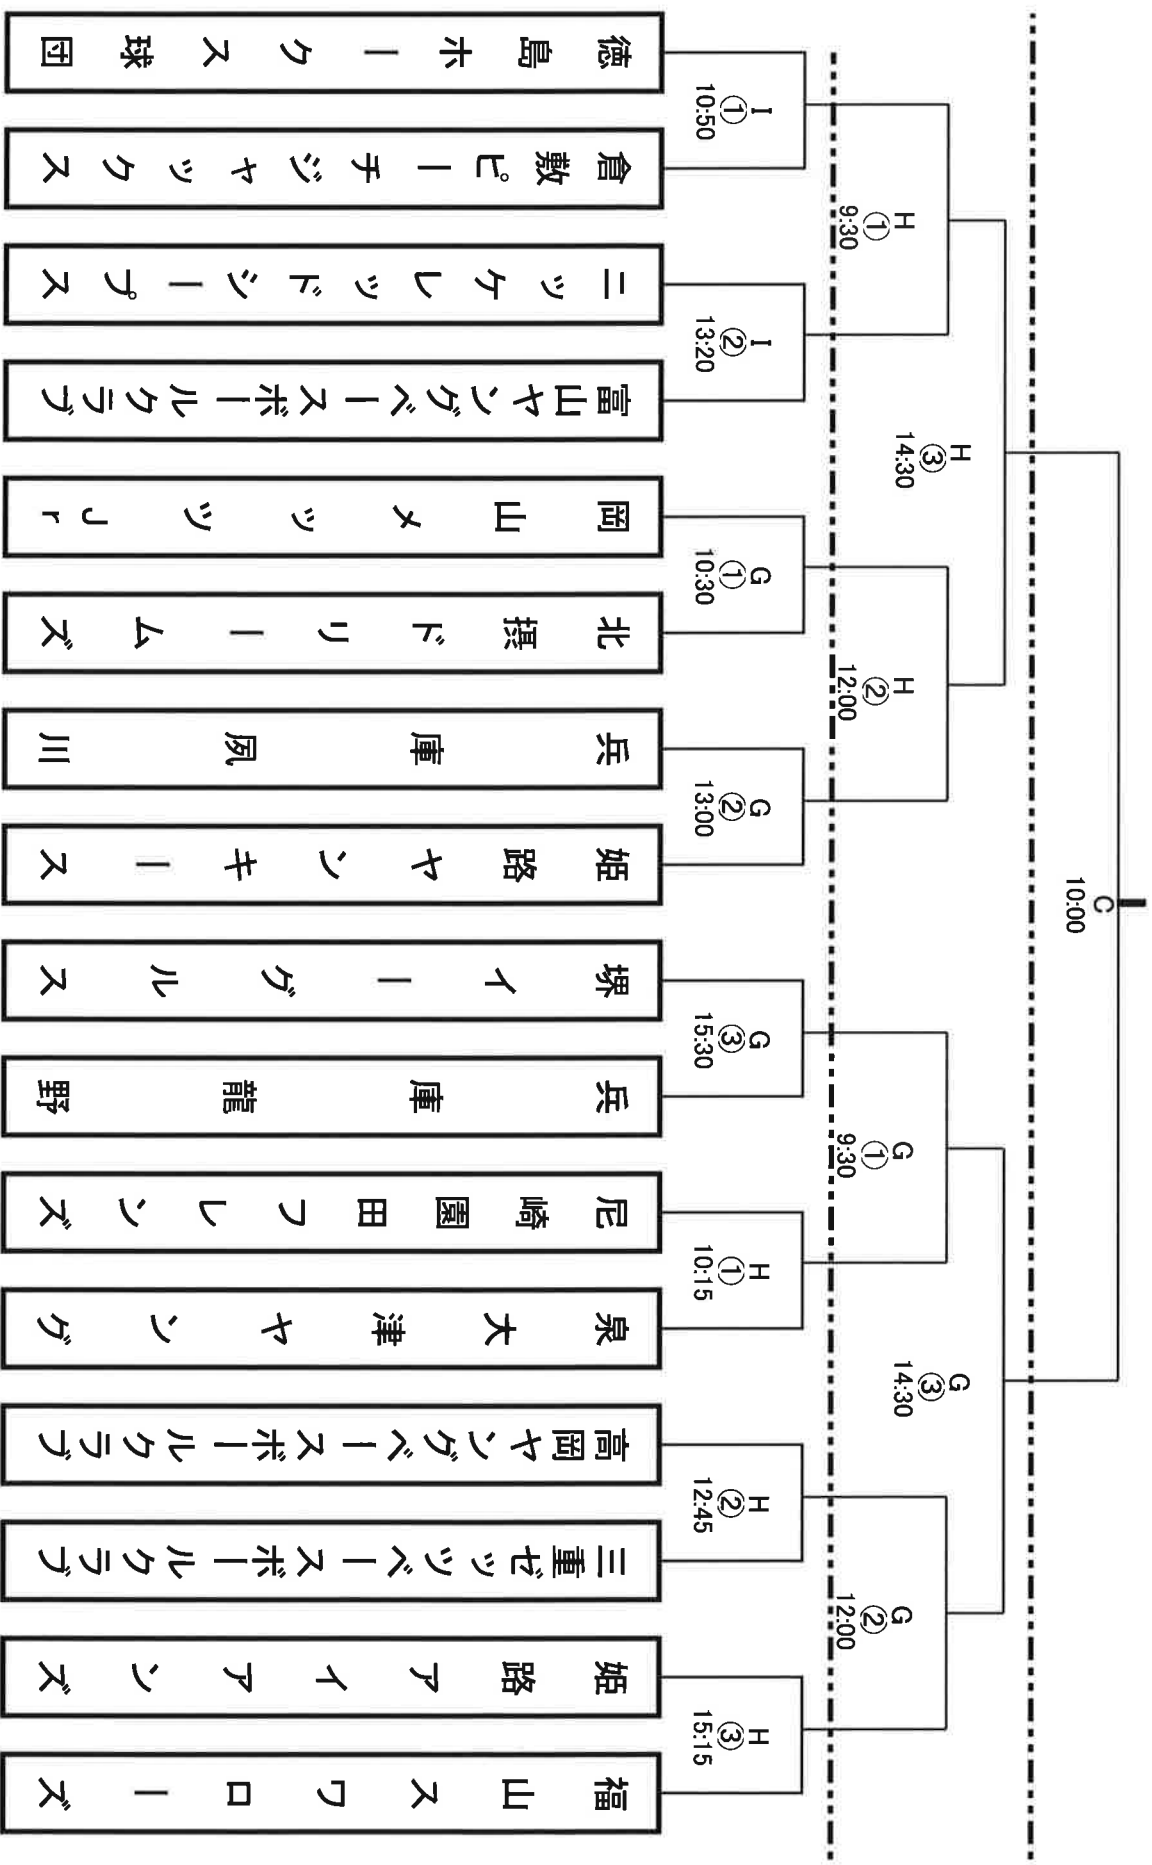 C
10:00
H
③
14:30
G
③
14:30
H
①
9:30
H
②
12:00
G
①
9:30
G
②
12:00
I
①
10:50
I
②
13:20
G
①
10:30
G
②
13:00
G
③
15:30
H
①
10:15
H
②
12:45
H
③
15:15
徳島ホークス球団
倉敷ピーチジャックス
ニッケレッドシープス
富山ヤングベースボールクラブ
岡山メッツJr
北摂ドリームズ
兵庫夙川
姫路ヤンキース
堺イーグルス
兵庫龍野
尼崎園田フレンズ
泉大津ヤング
高岡ヤングベースボールクラブ
三重ゼッツベースボールクラブ
姫路アイアンズ
福山スワローズ